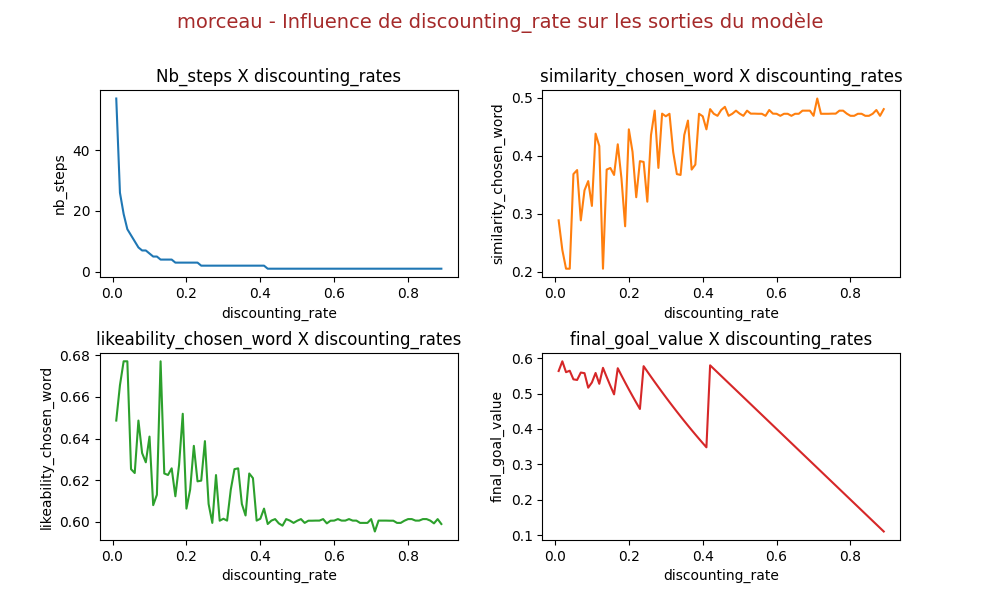 morceau - Influence de discounting_rate sur les sorties du modèle
Nb_steps X discounting_rates
nb_steps
40
20
0
0.0 0.2 0.4 0.6 0.8
discounting_rate
similarity_chosen_word X discounting_rates
similarity_chosen_word
0.5
0.4
0.3
0.2
0.0 0.2 0.4 0.6 0.8
discounting_rate
likeability_chosen_word X discounting_rates
likeability_chosen_word
0.68
0.66
0.64
0.62
0.60
0.0 0.2 0.4 0.6 0.8
discounting_rate
final_goal_value X discounting_rates
final_goal_value
0.6
0.5
0.4
0.3
0.2
0.1
0.0 0.2 0.4 0.6 0.8
discounting_rate